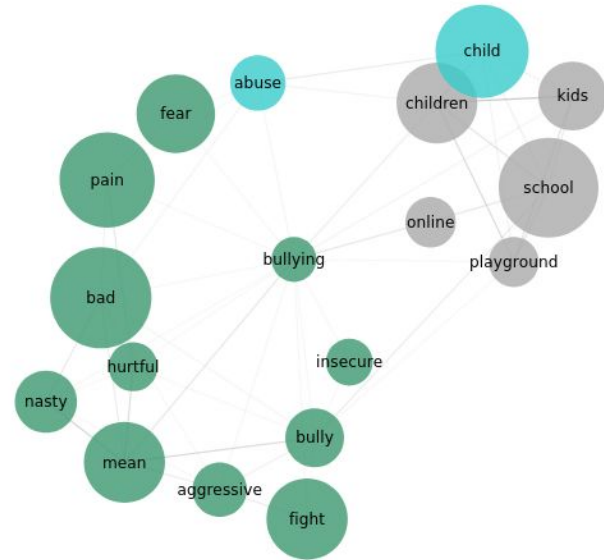 child
abuse
kids
children
fear
pain
school
online
bullying
playground
bad
insecure
hurtful
nasty
bully
mean
aggressive
fight